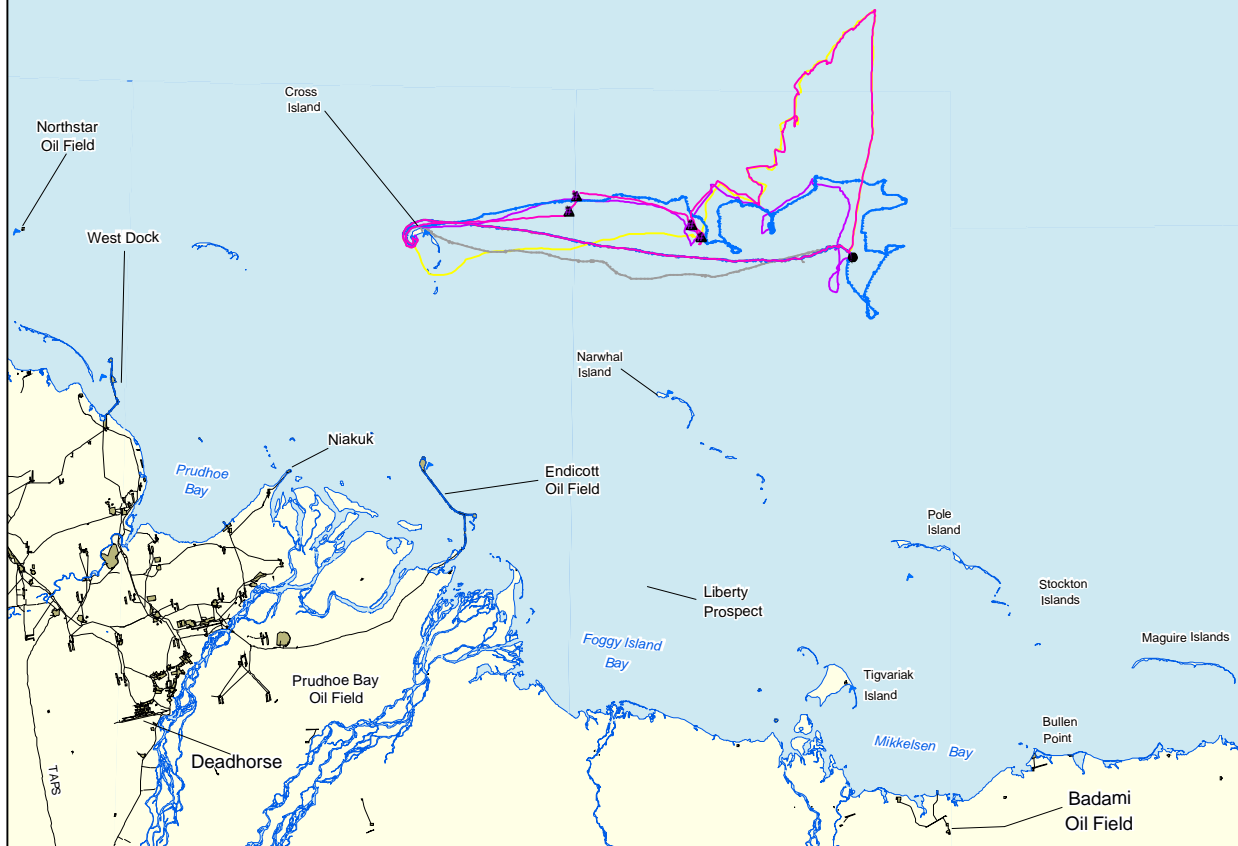 Cross
Island
Northstar
Oil Field
West Dock
Narwhal
Island
Niakuk
Prudhoe
Bay
Endicott
Oil Field
Pole
Island
Liberty
Prospect
Stockton
Islands
Foggy Island
Bay
Maguire Islands
Tigvariak
Island
Prudhoe Bay
Oil Field
Bullen
Point
Mikkelsen Bay
Deadhorse
TAPS
Badami
Oil Field